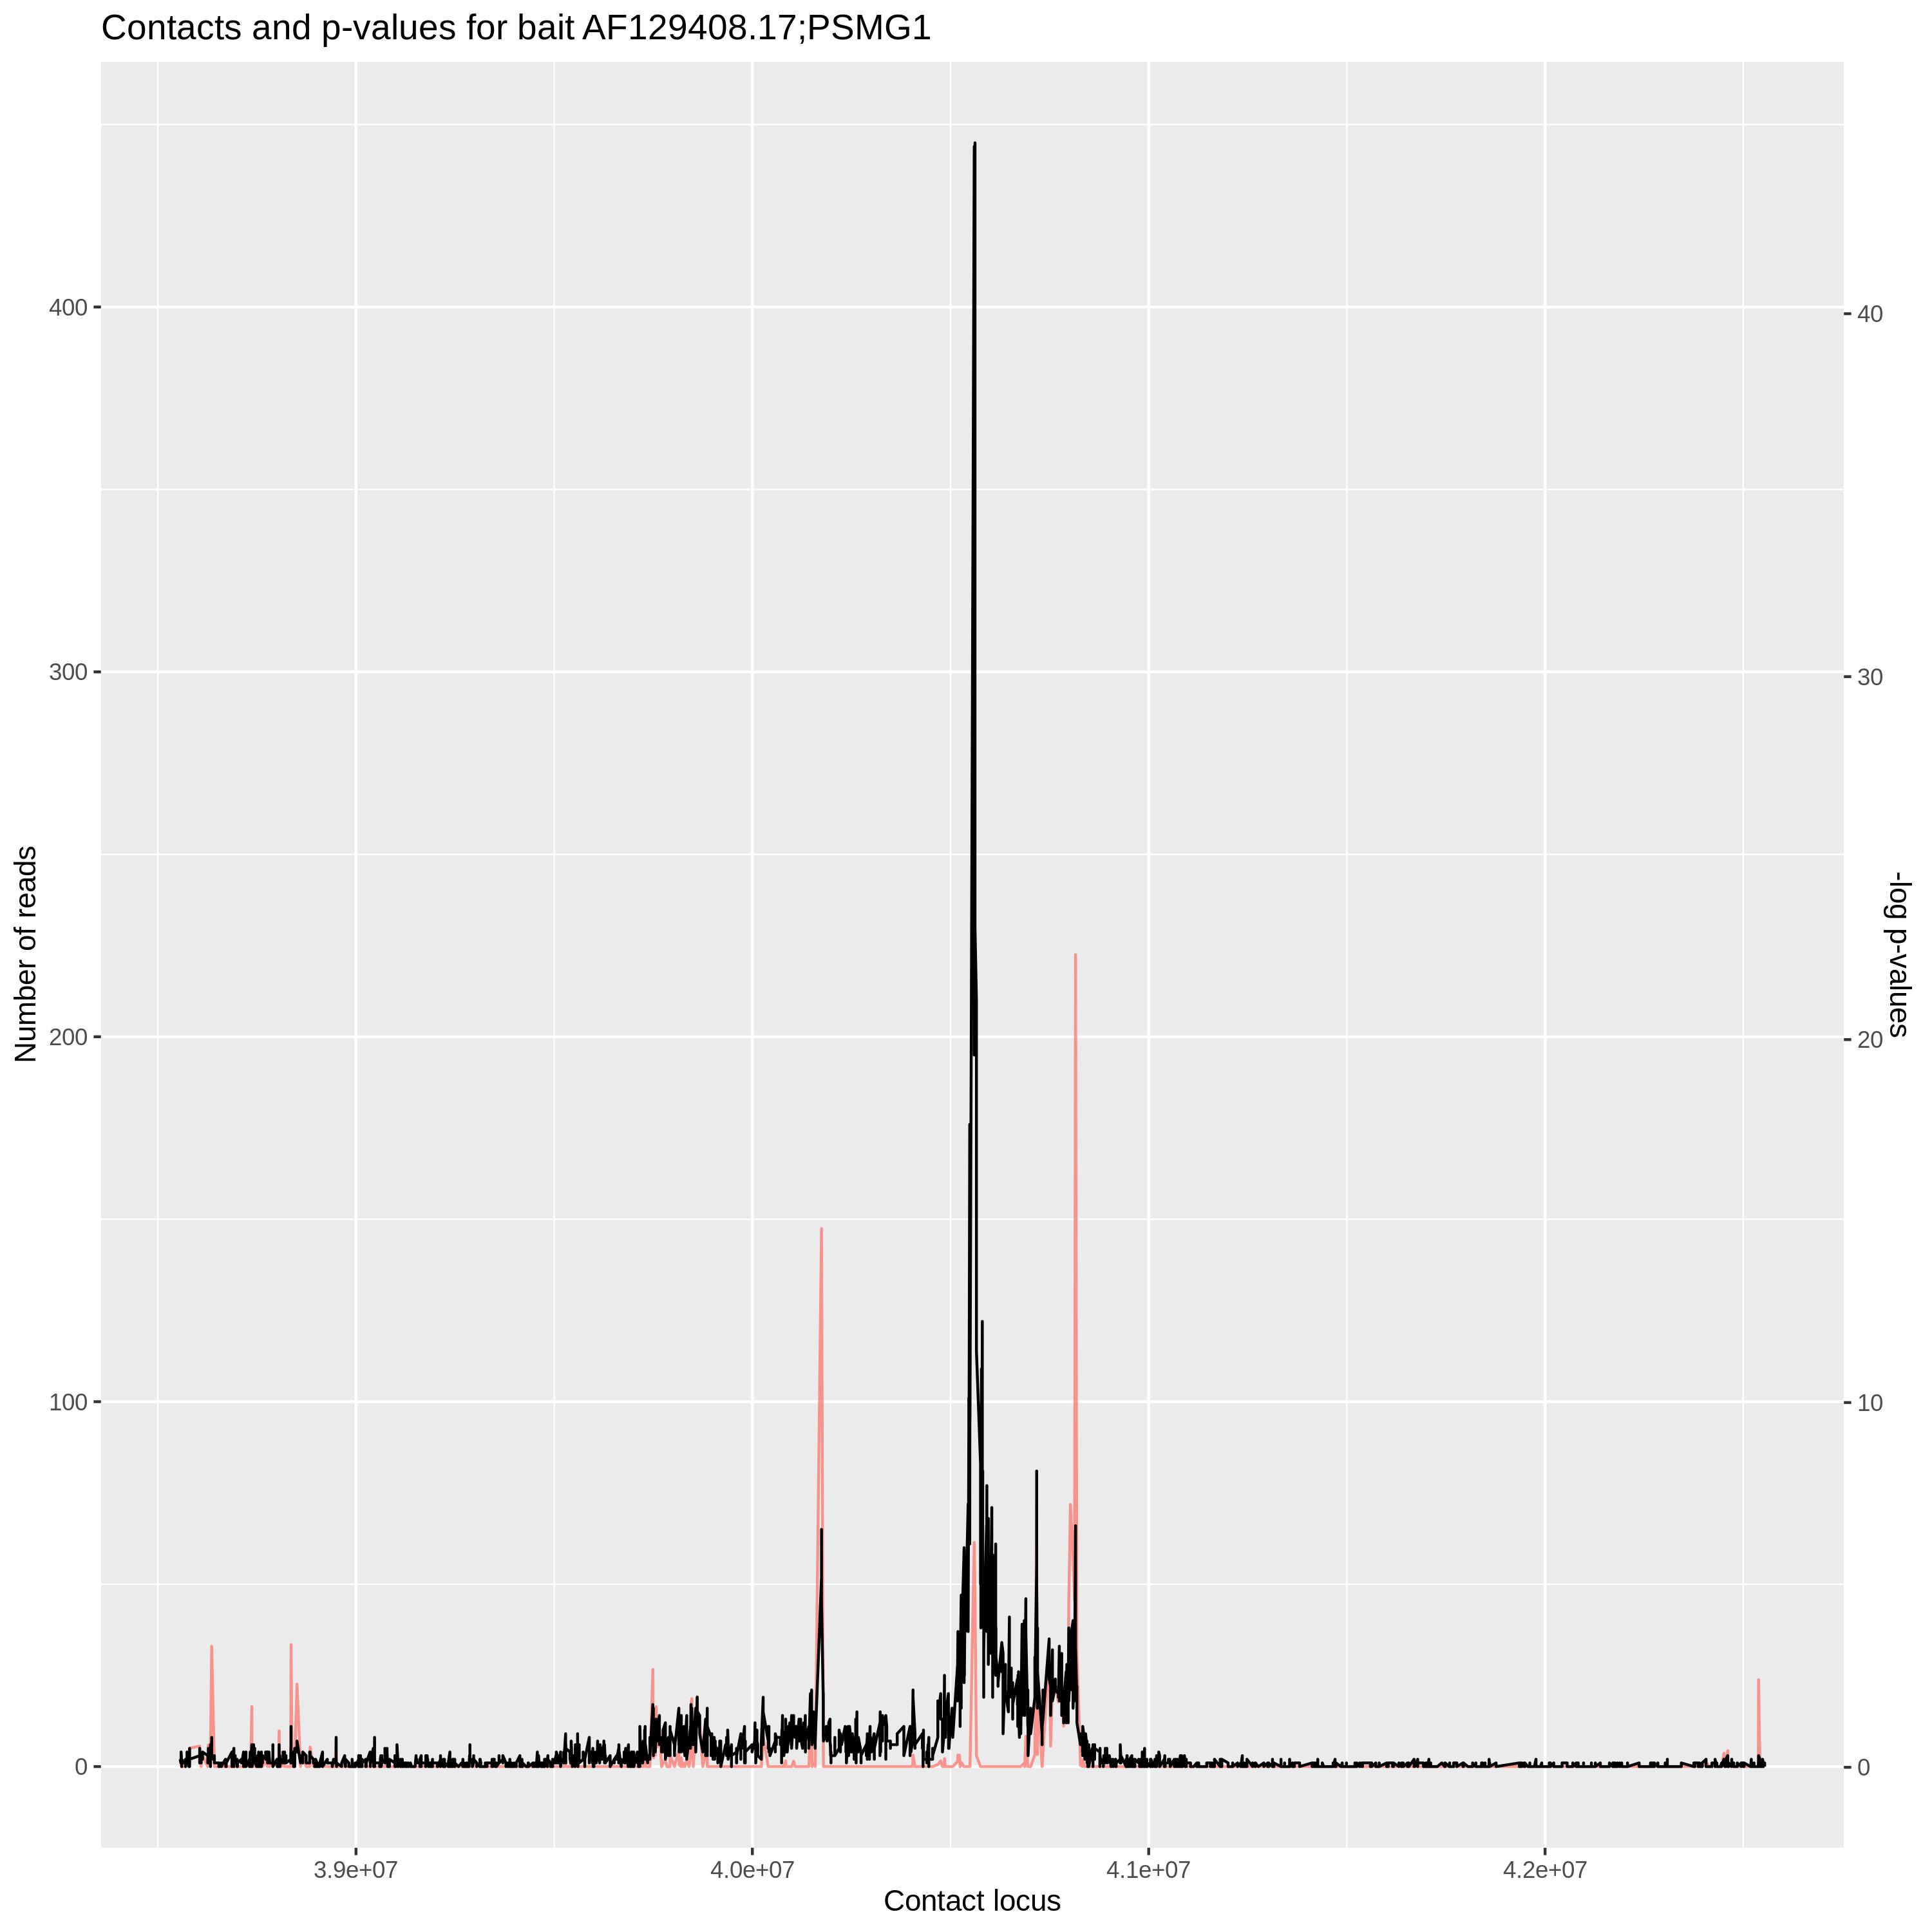 Contacts and p-values for bait AF129408.17;PSMG1
400
300
200
100
0
Number of reads
40
30
20
10
0
-log p-values
3.9e+07
4.0e+07
4.1e+07
4.2e+07
Contact locus